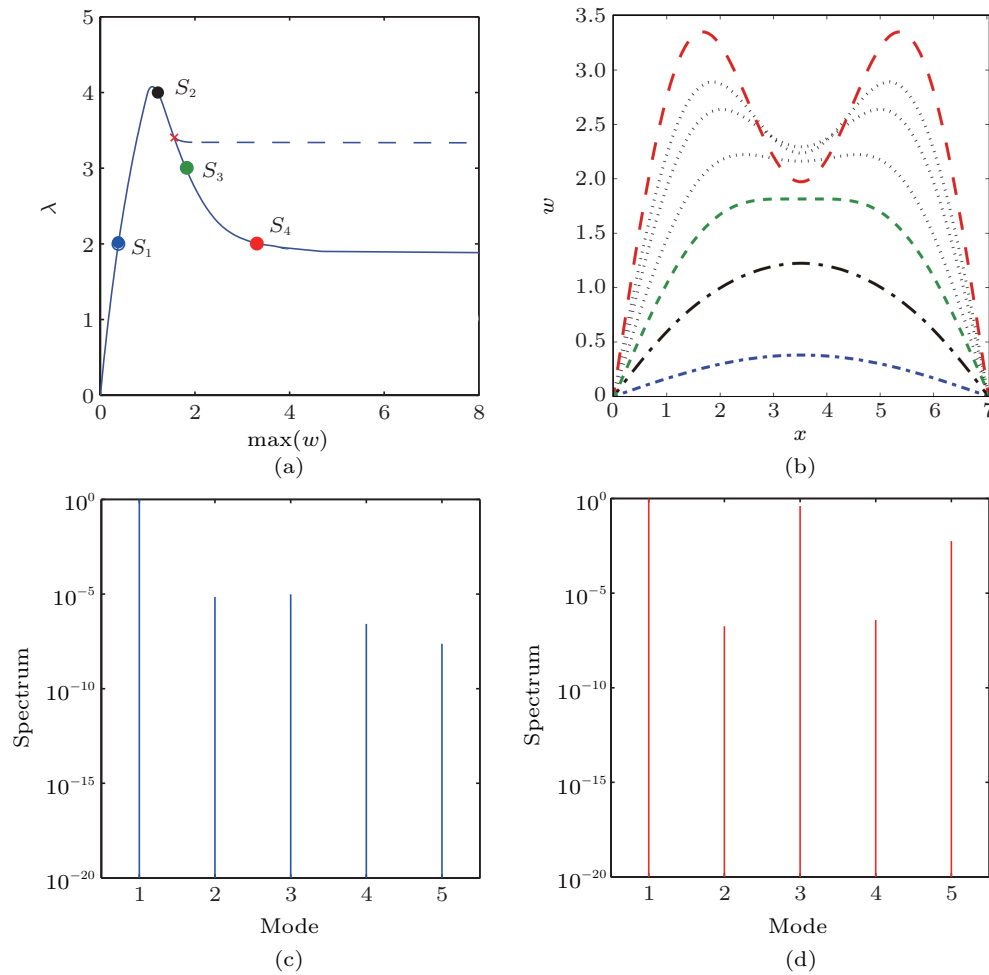 5
4
3
2
1
0
λ
S1
S2
S3
S4
0 2 4 6 8
max(w)
(a)
3.5
3.0
2.5
2.0
1.5
1.0
0.5
0
w
0 1 2 3 4 5 6 7
x
(b)
10^0
10^-5
10^-10
10^-15
10^-20
Spectrum
1 2 3 4 5
Mode
(c)
10^0
10^-5
10^-10
10^-15
10^-20
Spectrum
1 2 3 4 5
Mode
(d)